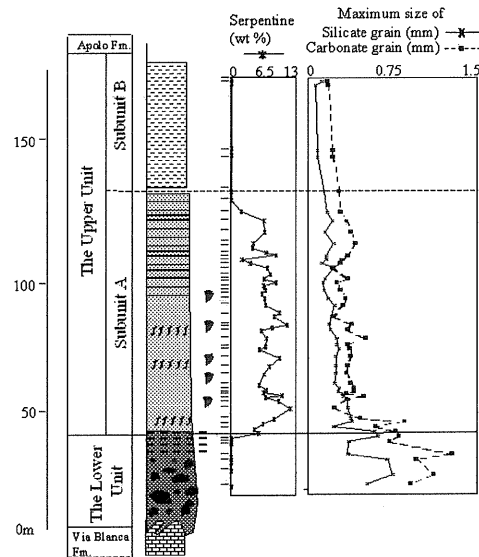 Serpentine
(wt %)
0 6.5 13
Maximum size of
Silicate grain (mm)
Carbonate grain (mm)
0 0.75 1.5
Apolo Fm.
The Upper Unit
Subunit B
Subunit A
The Lower
Unit
Via Blanca
Fm.
150
100
50
0m